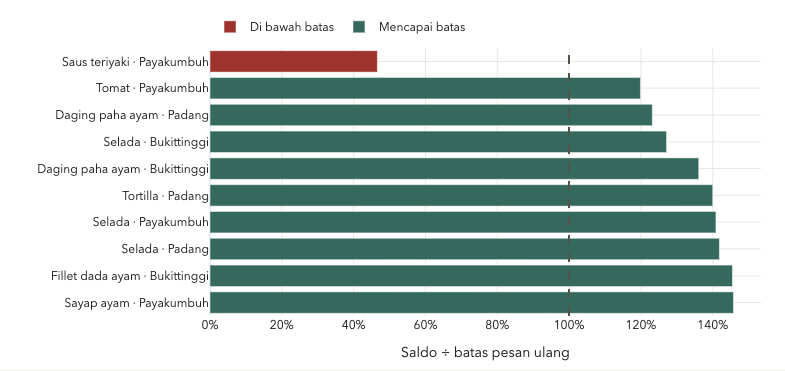 Di bawah batas Mencapai batas
Saus teriyaki · Payakumbuh
Tomat · Payakumbuh
Daging paha ayam · Padang
Selada · Bukittinggi
Daging paha ayam · Bukittinggi
Tortilla · Padang
Selada · Payakumbuh
Selada · Padang
Fillet dada ayam · Bukittinggi
Sayap ayam · Payakumbuh
0% 20% 40% 60% 80% 100% 120% 140%
Saldo ÷ batas pesan ulang